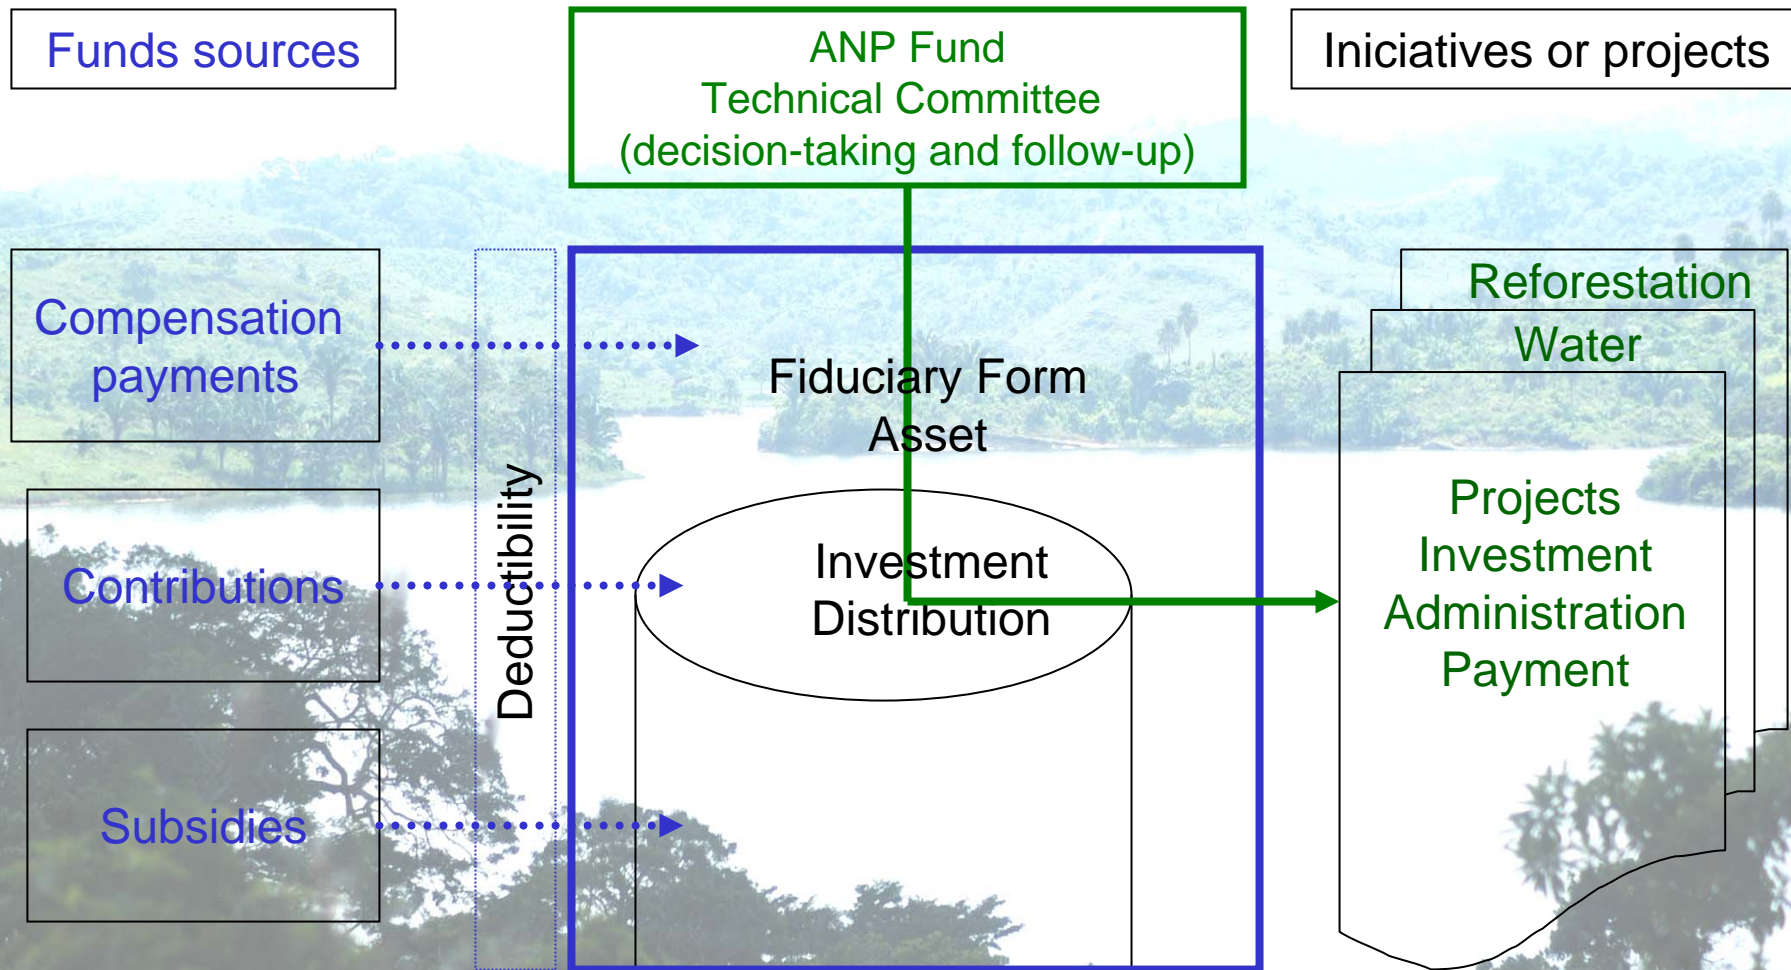 Funds sources
ANP Fund
Technical Committee
(decision-taking and follow-up)
Iniciatives or projects
Compensation
payments
Contributions
Subsidies
Deductibility
Fiduciary Form
Asset
Investment
Distribution
Reforestation
Water
Projects
Investment
Administration
Payment